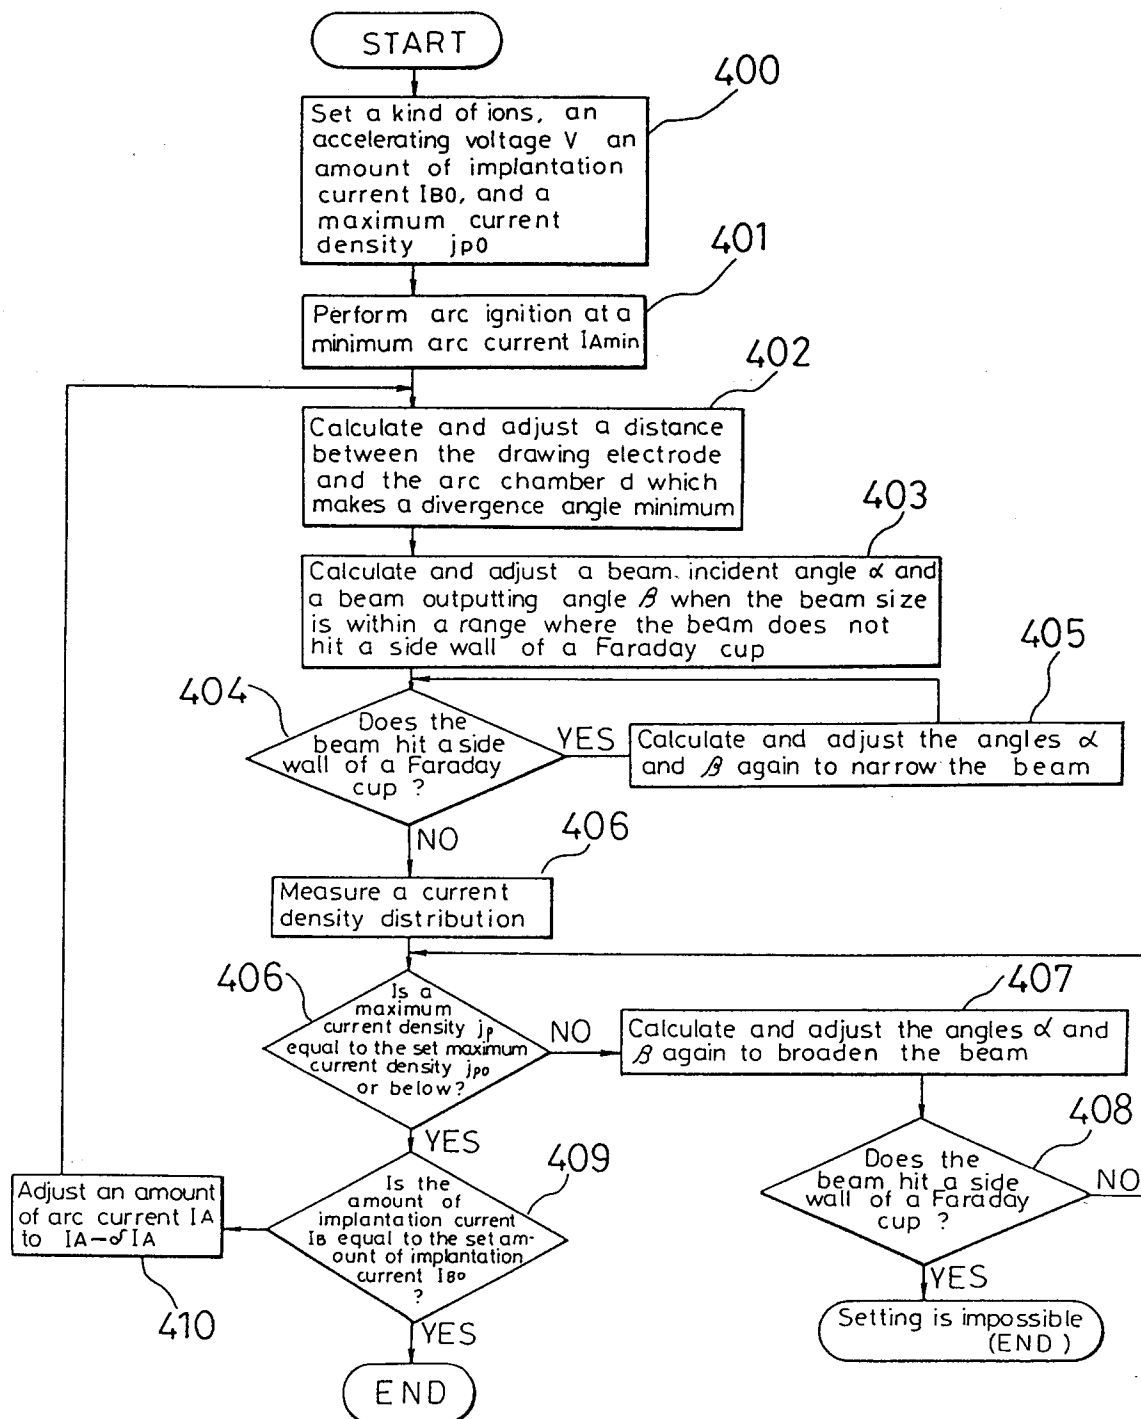 START
400
Set a kind of ions, an
accelerating voltage V an
amount of implantation
current IB0, and a
maximum current
density jp0
401
Perform arc ignition at a
minimum arc current IAmin
402
Calculate and adjust a distance
between the drawing electrode
and the arc chamber d which
makes a divergence angle minimum
403
Calculate and adjust a beam incident angle α and
a beam outputting angle β when the beam size
is within a range where the beam does not
hit a side wall of a Faraday cup
404
Does the
beam hit a side
wall of a Faraday
cup ?
YES
405
Calculate and adjust the angles α
and β again to narrow the beam
NO
406
Measure a current
density distribution
406
Is a
maximum
current density jp
equal to the set maximum
current density jp0
or below?
NO
407
Calculate and adjust the angles α and
β again to broaden the beam
408
Does the
beam hit a side
wall of a Faraday
cup ?
NO
YES
Setting is impossible
(END)
YES
409
Is the
amount of
implantation current
IB equal to the set am-
ount of implantation
current IB0
?
Adjust an amount
of arc current IA
to IA-δIA
410
YES
END